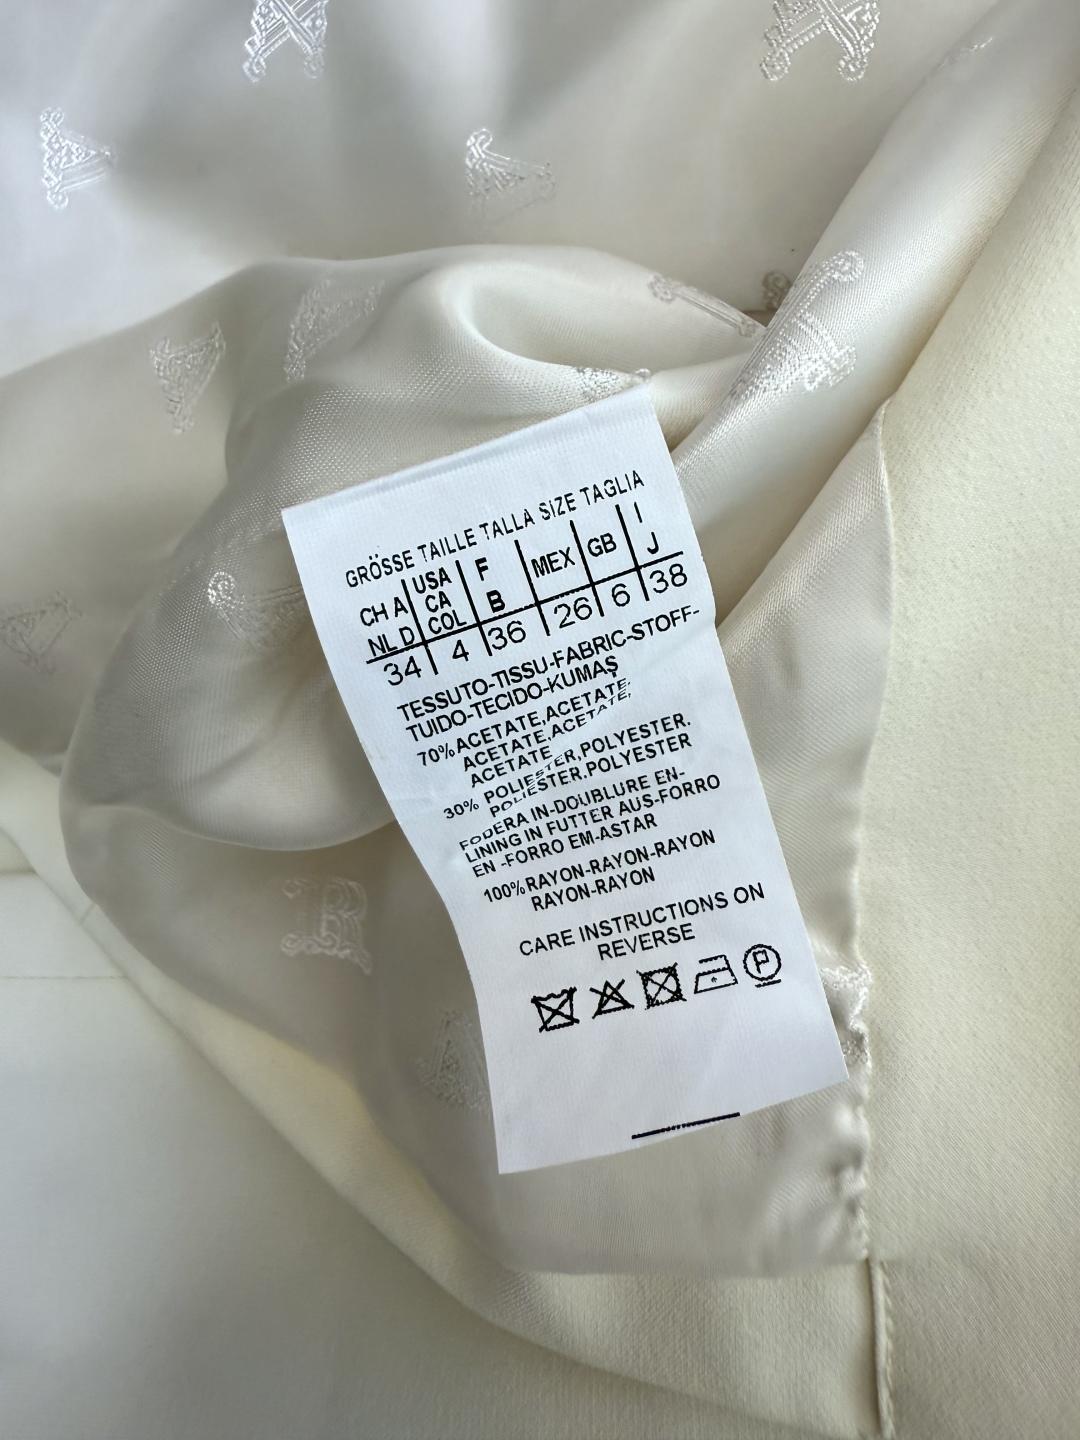 GRÖSSE TAILLE TALLA SIZE TAGLIA
CH A USA F MEX GB I
NL D CA B J
COL
34 4 36 26 6 38
TESSUTO-TISSU-FABRIC-STOFF-
TUIDO-TECIDO-KUMAŞ
70% ACETATE,ACETATE,
ACETATE,ACETATE,
ACETATE
30% POLIESTER,POLYESTER.
POLIESTER.POLYESTER
FODERA IN-DOUBLURE EN-
LINING IN FUTTER AUS-FORRO
EN -FORRO EM-ASTAR
100% RAYON-RAYON-RAYON
RAYON-RAYON
CARE INSTRUCTIONS ON
REVERSE
P